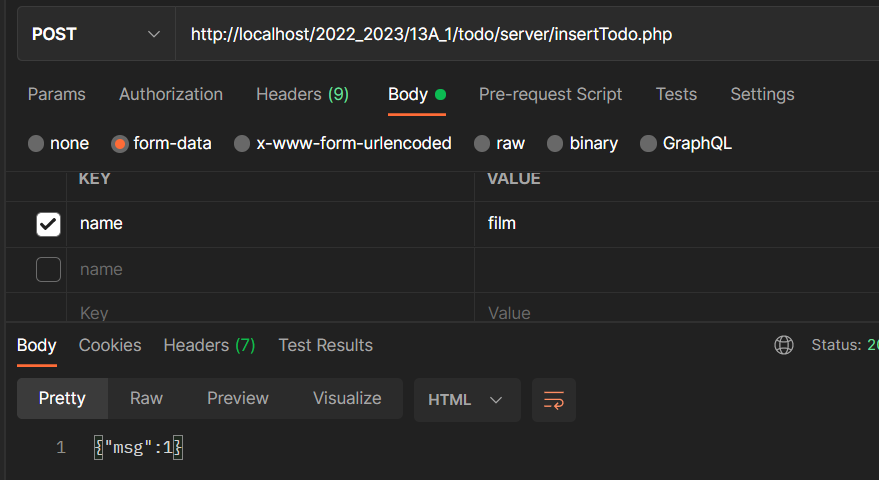 POST http://localhost/2022_2023/13A_1/todo/server/insertTodo.php
Params Authorization Headers (9) Body Pre-request Script Tests Settings
none form-data x-www-form-urlencoded raw binary GraphQL
KEY VALUE
name film
name
Key Value
Body Cookies Headers (7) Test Results Status: 20
Pretty Raw Preview Visualize HTML
1 {"msg":1}